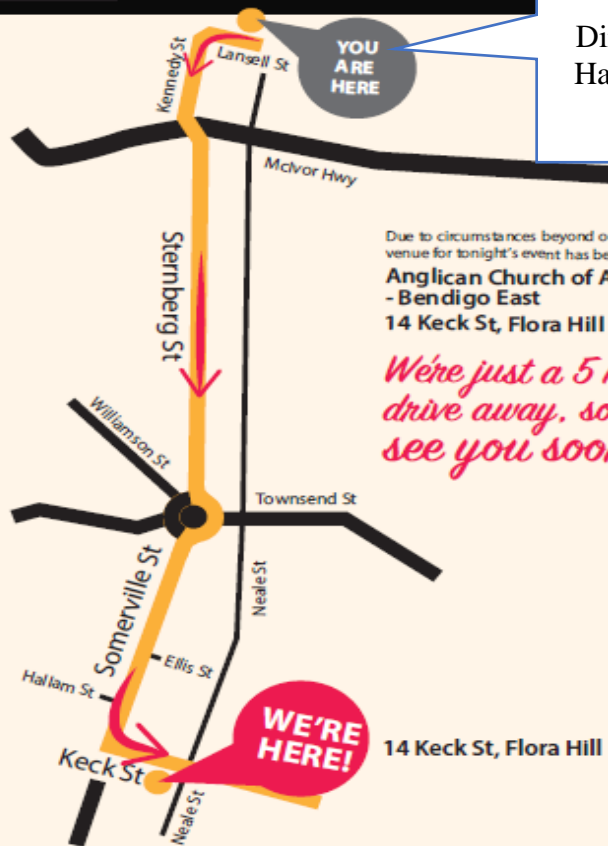 Di
Ha
YOU
ARE
HERE
Kennedy St
Lansell St
McIvor Hwy
Sternberg St
Due to circumstances beyond o
venue for tonight's event has be
Anglican Church of A
- Bendigo East
14 Keck St, Flora Hill
We're just a 5
drive away, so
see you soo
Williamson St
Townsend St
Somerville St
Neale St
Ellis St
Hallam St
WE'RE
HERE!
14 Keck St, Flora Hill
Keck St
Neale St